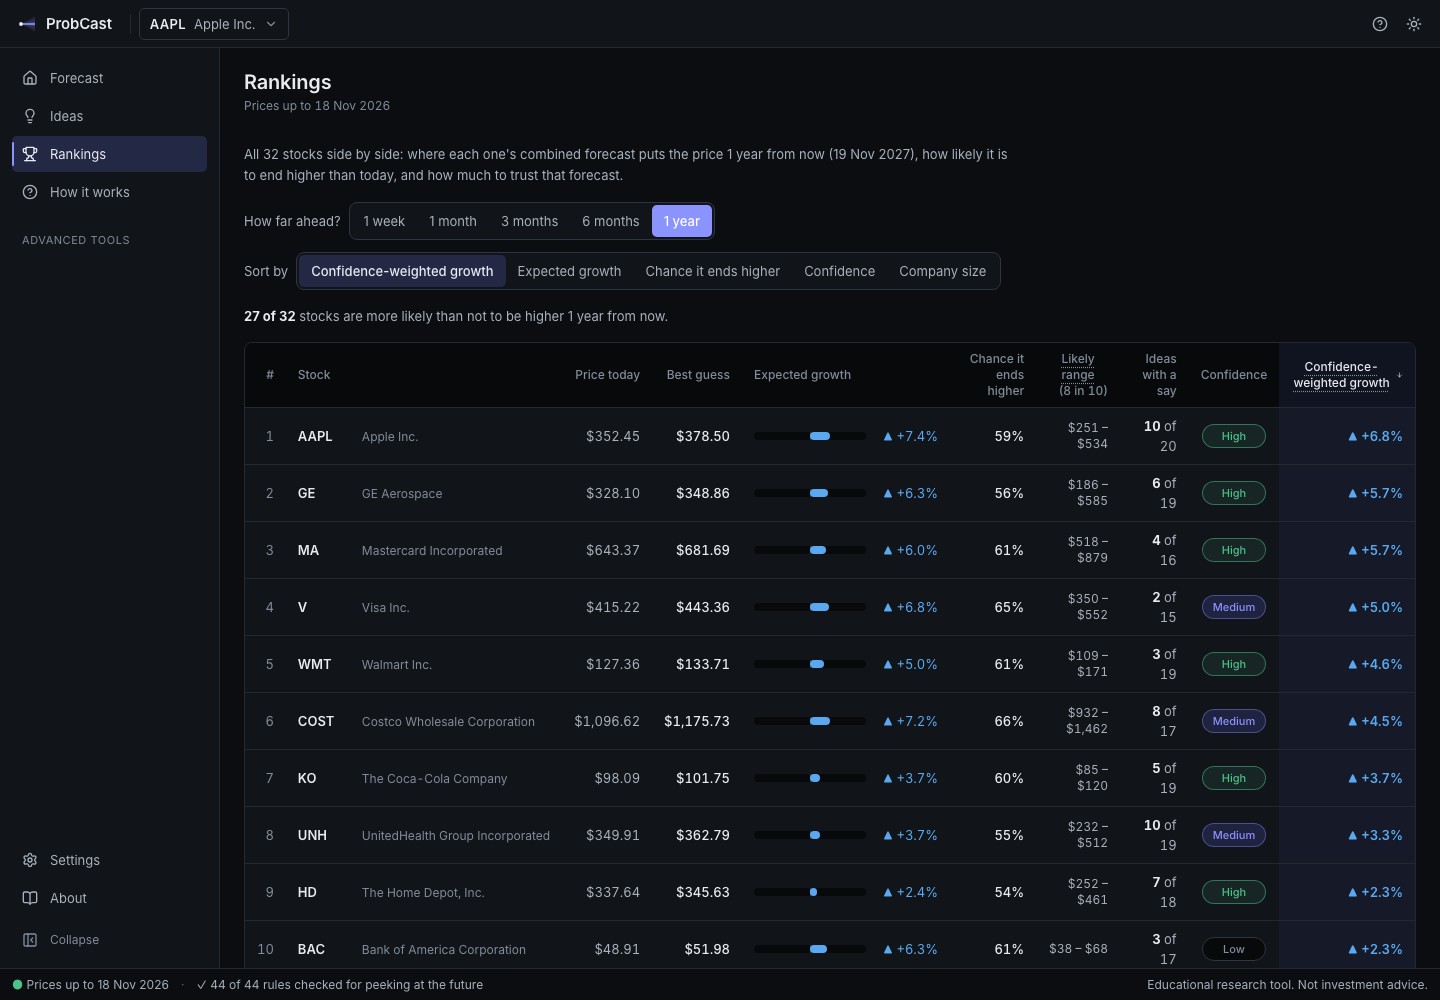 ProbCast
AAPL Apple Inc.
Forecast
Ideas
Rankings
How it works
ADVANCED TOOLS
Settings
About
Collapse
Rankings
Prices up to 18 Nov 2026
All 32 stocks side by side: where each one's combined forecast puts the price 1 year from now (19 Nov 2027), how likely it is
to end higher than today, and how much to trust that forecast.
How far ahead? 1 week 1 month 3 months 6 months 1 year
Sort by Confidence-weighted growth Expected growth Chance it ends higher Confidence Company size
27 of 32 stocks are more likely than not to be higher 1 year from now.
# Stock Price today Best guess Expected growth Chance it ends higher Likely range (8 in 10) Ideas with a say Confidence Confidence-weighted growth ↓
1 AAPL Apple Inc. $352.45 $378.50 ▲ +7.4% 59% $251 – $534 10 of 20 High ▲ +6.8%
2 GE GE Aerospace $328.10 $348.86 ▲ +6.3% 56% $186 – $585 6 of 19 High ▲ +5.7%
3 MA Mastercard Incorporated $643.37 $681.69 ▲ +6.0% 61% $518 – $879 4 of 16 High ▲ +5.7%
4 V Visa Inc. $415.22 $443.36 ▲ +6.8% 65% $350 – $552 2 of 15 Medium ▲ +5.0%
5 WMT Walmart Inc. $127.36 $133.71 ▲ +5.0% 61% $109 – $171 3 of 19 High ▲ +4.6%
6 COST Costco Wholesale Corporation $1,096.62 $1,175.73 ▲ +7.2% 66% $932 – $1,462 8 of 17 Medium ▲ +4.5%
7 KO The Coca-Cola Company $98.09 $101.75 ▲ +3.7% 60% $85 – $120 5 of 19 High ▲ +3.7%
8 UNH UnitedHealth Group Incorporated $349.91 $362.79 ▲ +3.7% 55% $232 – $512 10 of 19 Medium ▲ +3.3%
9 HD The Home Depot, Inc. $337.64 $345.63 ▲ +2.4% 54% $252 – $461 7 of 18 High ▲ +2.3%
10 BAC Bank of America Corporation $48.91 $51.98 ▲ +6.3% 61% $38 – $68 3 of 17 Low ▲ +2.3%
Prices up to 18 Nov 2026 · ✓ 44 of 44 rules checked for peeking at the future
Educational research tool. Not investment advice.